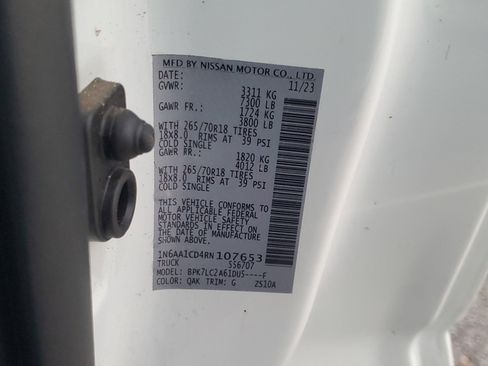 MFD BY NISSAN MOTOR CO., LTD.
DATE: 11/23
GVWR: 3311 KG
7300 LB
GAWR FR.: 1724 KG
3800 LB
WITH 265/70R18 TIRES
18x8.0 RIMS AT 39 PSI
COLD SINGLE
GAWR RR.: 1820 KG
4012 LB
WITH 265/70R18 TIRES
18x8.0 RIMS AT 39 PSI
COLD SINGLE
THIS VEHICLE CONFORMS TO
ALL APPLICABLE FEDERAL
MOTOR VEHICLE SAFETY
STANDARDS IN EFFECT ON
THE DATE OF MANUFACTURE
SHOWN ABOVE.
1N6AA1CD4RN107653
TRUCK 556707
MODEL: BPK7LC2A61DU5----F
COLOR: QAK TRIM: G ZS10A